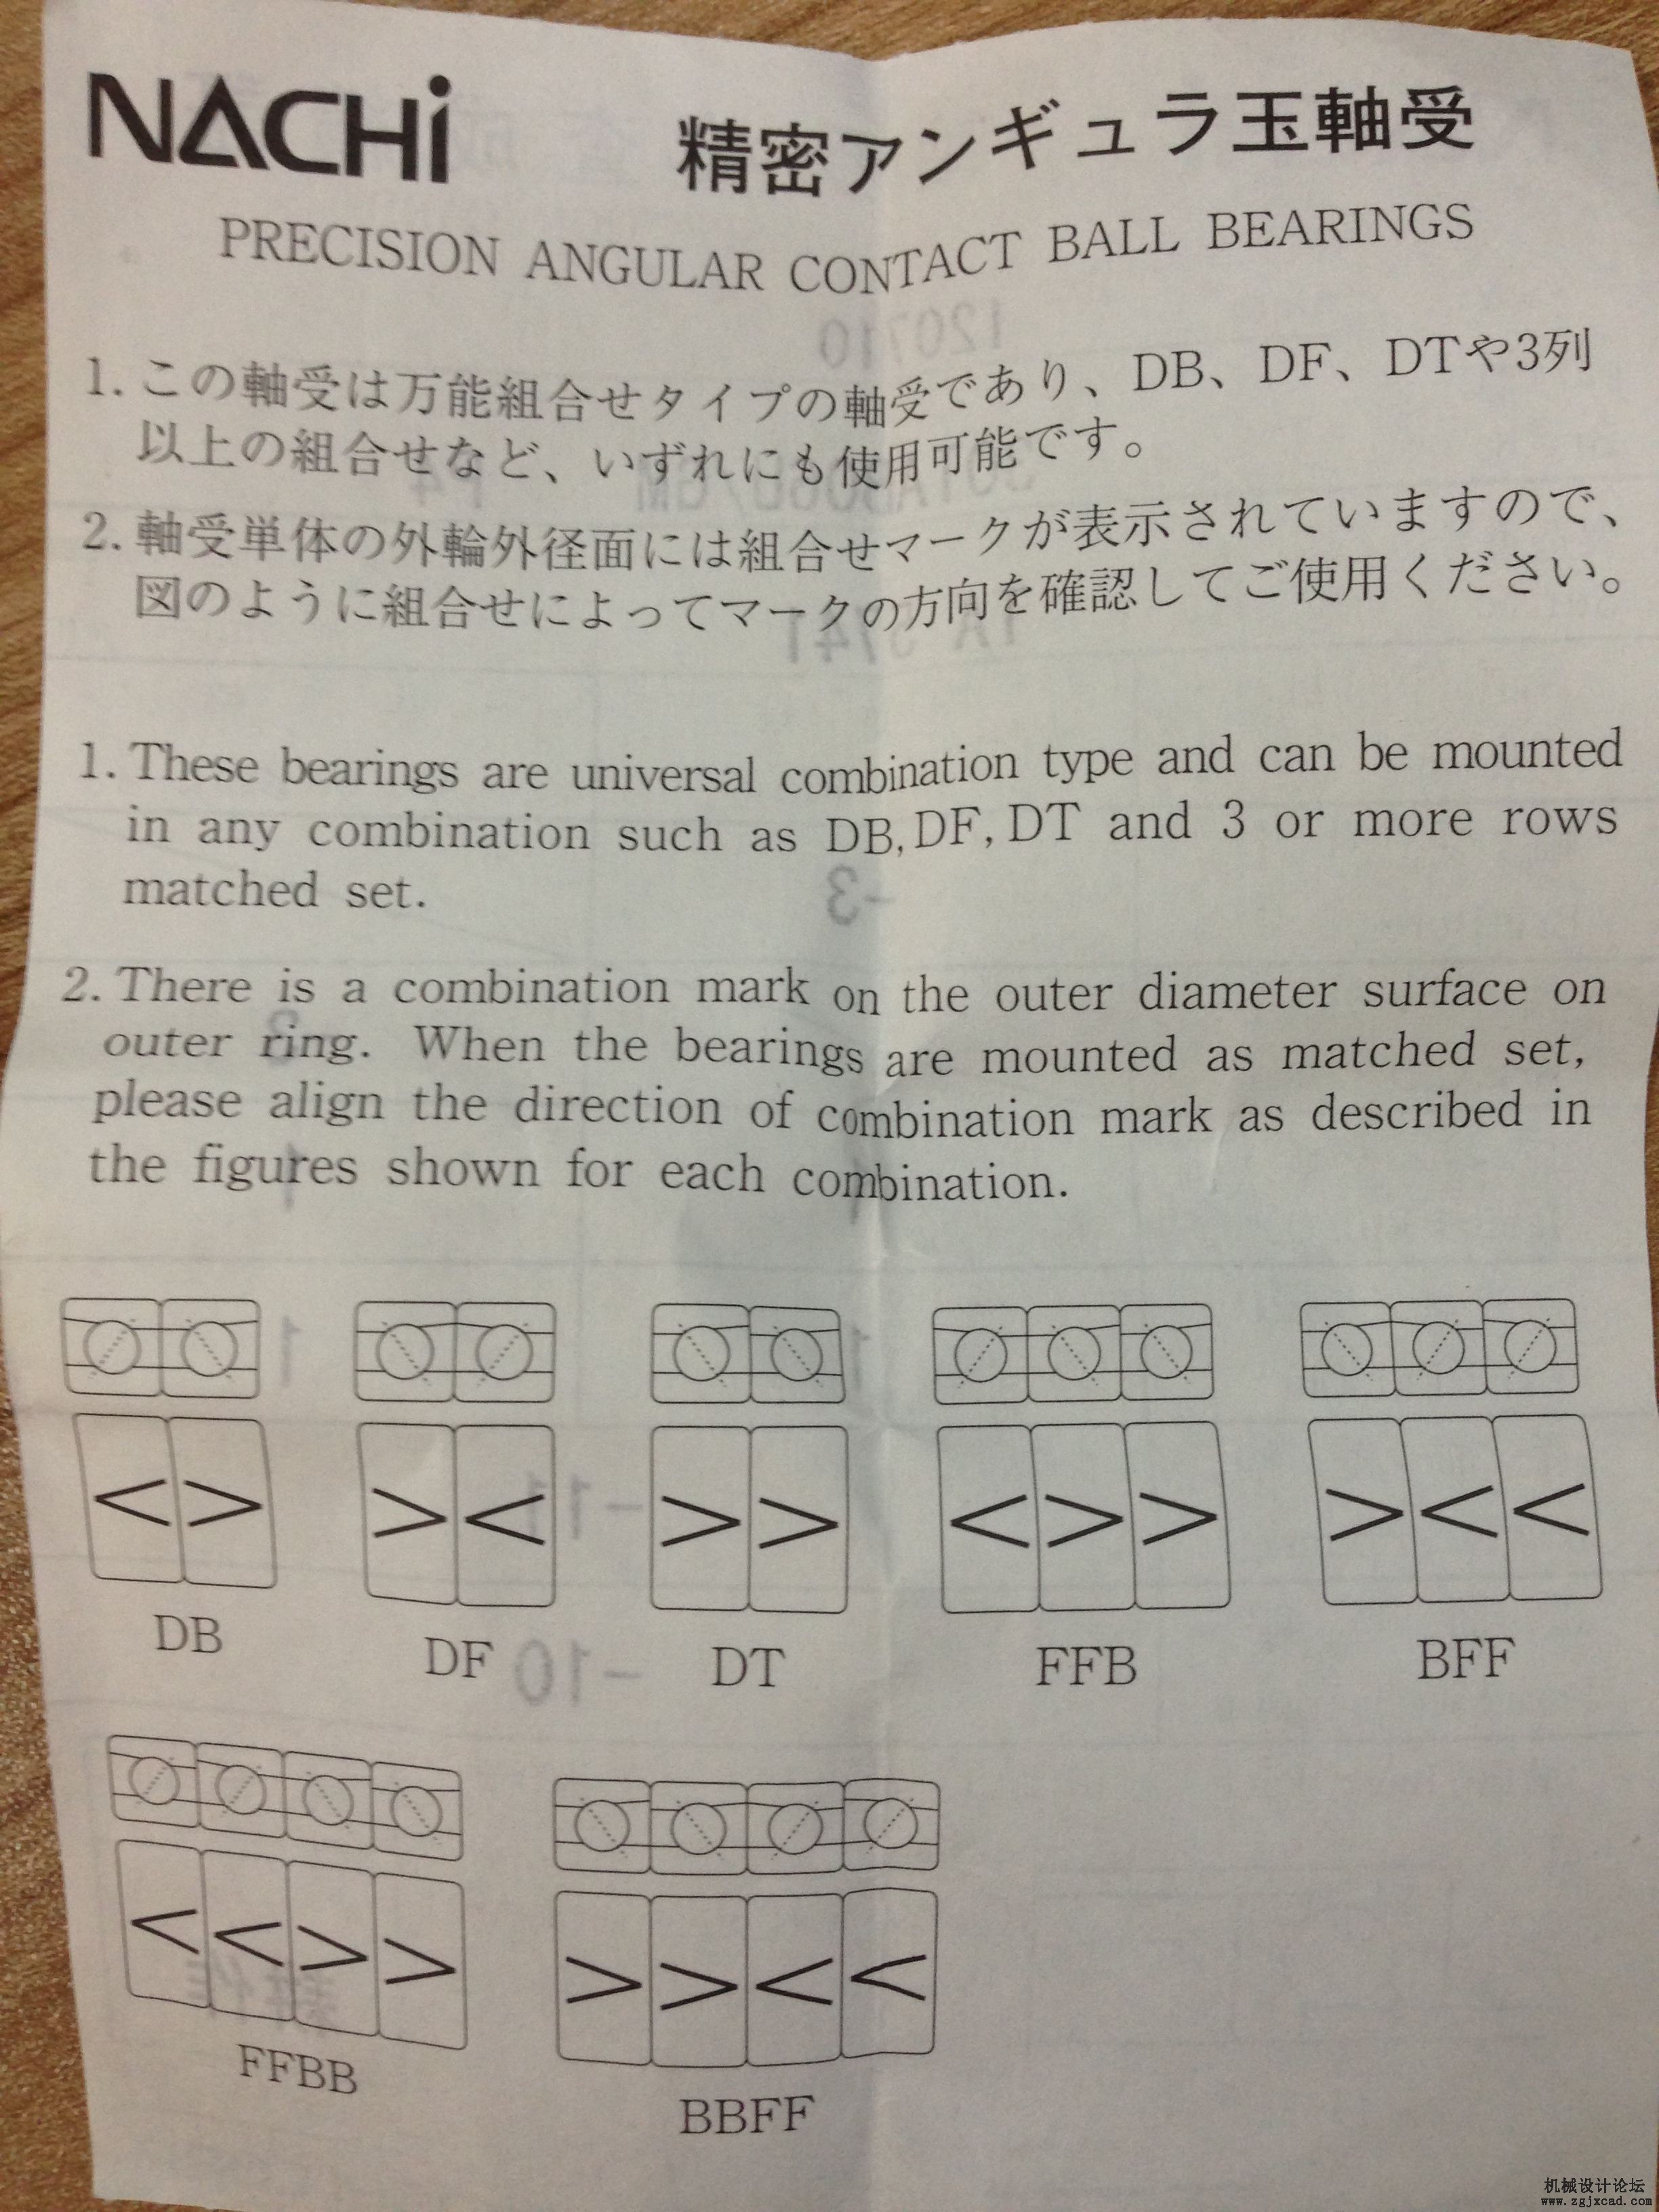 NACHi
精密アンギュラ玉軸受
PRECISION ANGULAR CONTACT BALL BEARINGS
1. この軸受は万能組合せタイプの軸受であり、DB、DF、DTや3列
以上の組合せなど、いずれにも使用可能です。
2. 軸受単体の外輪外径面には組合せマークが表示されていますので、
図のように組合せによってマークの方向を確認してご使用ください。
1. These bearings are universal combination type and can be mounted
in any combination such as DB, DF, DT and 3 or more rows
matched set.
2. There is a combination mark on the outer diameter surface on
outer ring. When the bearings are mounted as matched set,
please align the direction of combination mark as described in
the figures shown for each combination.
< > > < > > < > > > < <
DB DF DT FFB BFF
< < > > > > < <
FFBB BBFF
机械设计论坛
www.zgjxcad.com